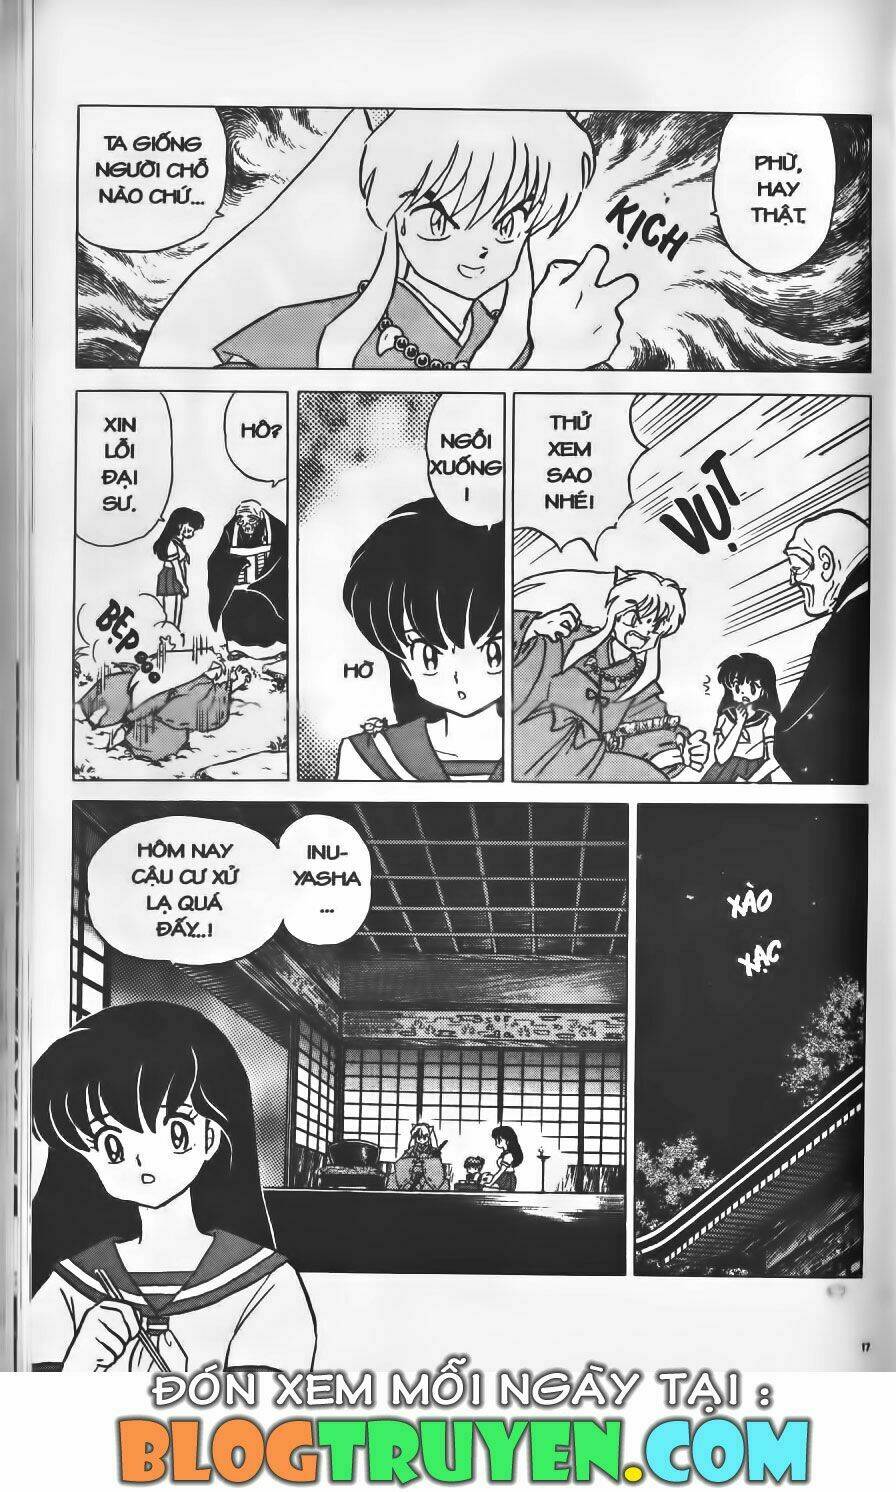 PHỪ,
HAY
THẬT.
KỊCH
TA GIỐNG
NGƯỜI CHỖ
NÀO CHỨ...
THỬ
XEM
SAO
NHÉ!
VỤT
NGỒI
XUỐNG
!
HỜ
HÔ?
XIN
LỖI
ĐẠI
SƯ.
BẸP...
XÀO
XẠC
INU-
YASHA
...
HÔM NAY
CẬU CƯ XỬ
LẠ QUÁ
ĐẤY..!
17
ĐÓN XEM MỖI NGÀY TẠI :
BLOGTRUYEN.COM